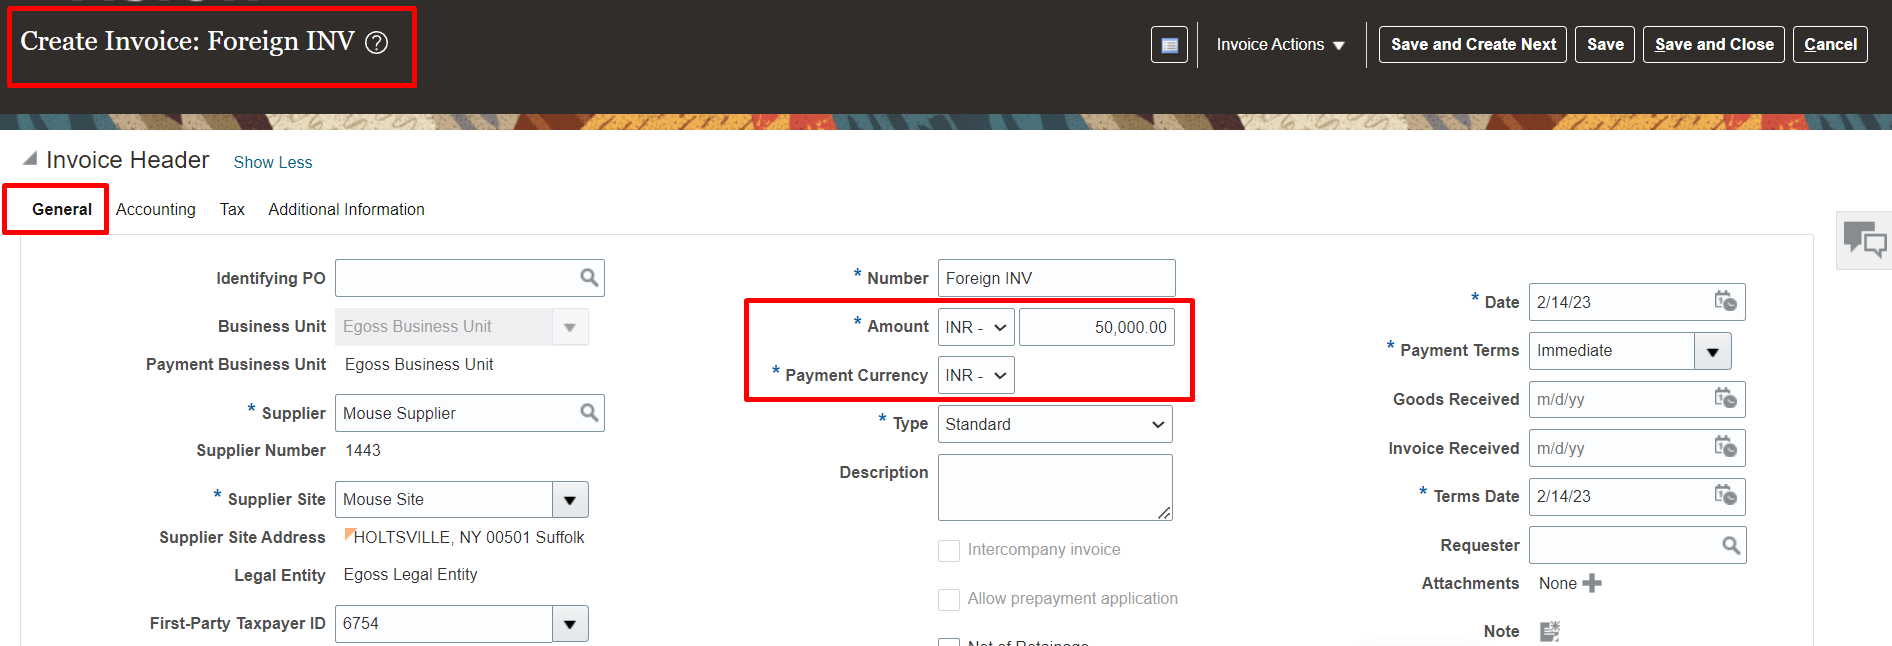 Create Invoice: Foreign INV ?
Invoice Actions
Save and Create Next
Save
Save and Close
Cancel
Invoice Header Show Less
General Accounting Tax Additional Information
Identifying PO
Business Unit Egoss Business Unit
Payment Business Unit Egoss Business Unit
* Supplier Mouse Supplier
Supplier Number 1443
* Supplier Site Mouse Site
Supplier Site Address HOLTSVILLE, NY 00501 Suffolk
Legal Entity Egoss Legal Entity
First-Party Taxpayer ID 6754
* Number Foreign INV
* Amount INR - 50,000.00
* Payment Currency INR -
* Type Standard
Description
Intercompany invoice
Allow prepayment application
Net of Retainage
* Date 2/14/23
* Payment Terms Immediate
Goods Received m/d/yy
Invoice Received m/d/yy
* Terms Date 2/14/23
Requester
Attachments None
Note